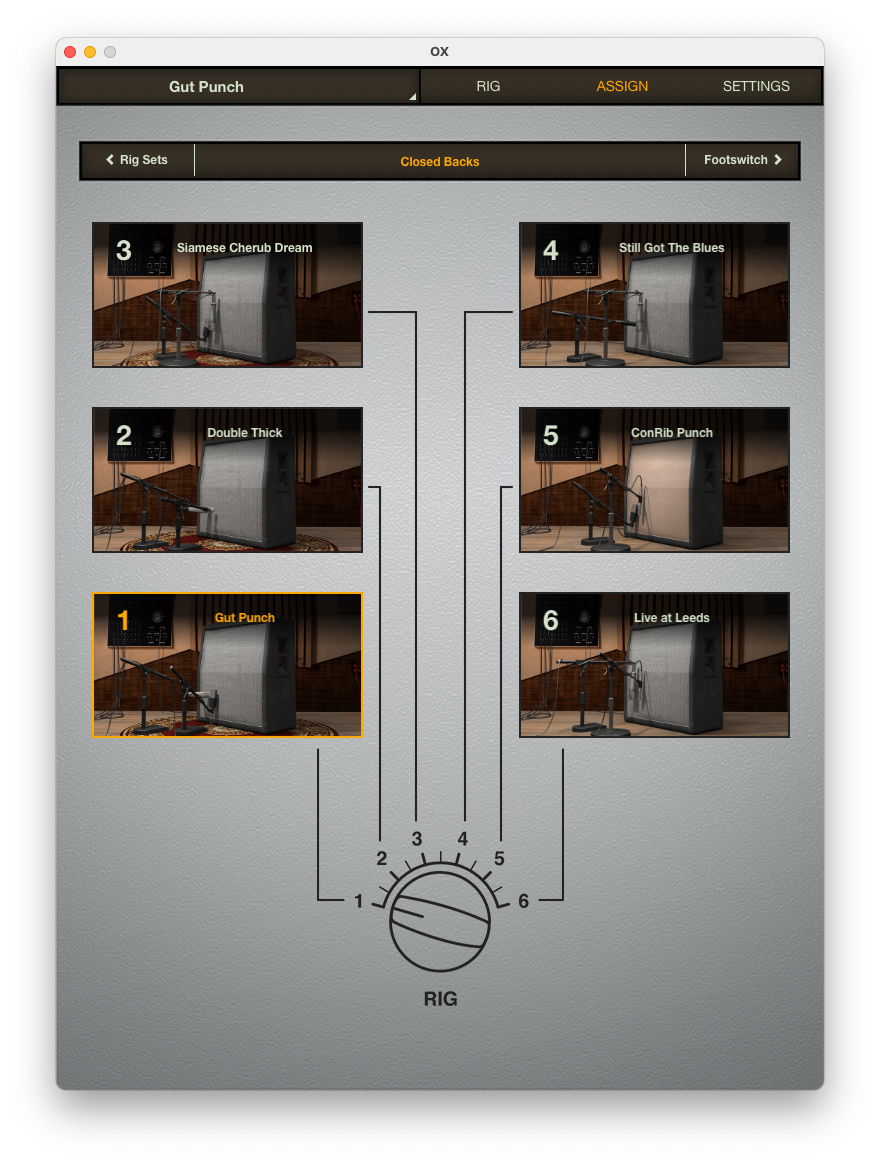 OX
Gut Punch
RIG
ASSIGN
SETTINGS
Rig Sets
Closed Backs
Footswitch
3
Siamese Cherub Dream
4
Still Got The Blues
2
Double Thick
5
ConRib Punch
1
Gut Punch
6
Live at Leeds
3
4
2
5
1
6
RIG